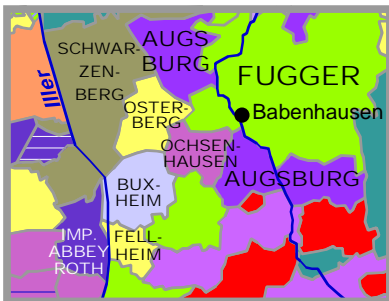 SCHWAR-
ZEN-
BERG
AUGS
BURG
FUGGER
Iller
OSTER-
BERG
Babenhausen
OCHSEN-
HAUSEN
AUGSBURG
BUX-
HEIM
IMP.
ABBEY
ROTH
FELL-
HEIM